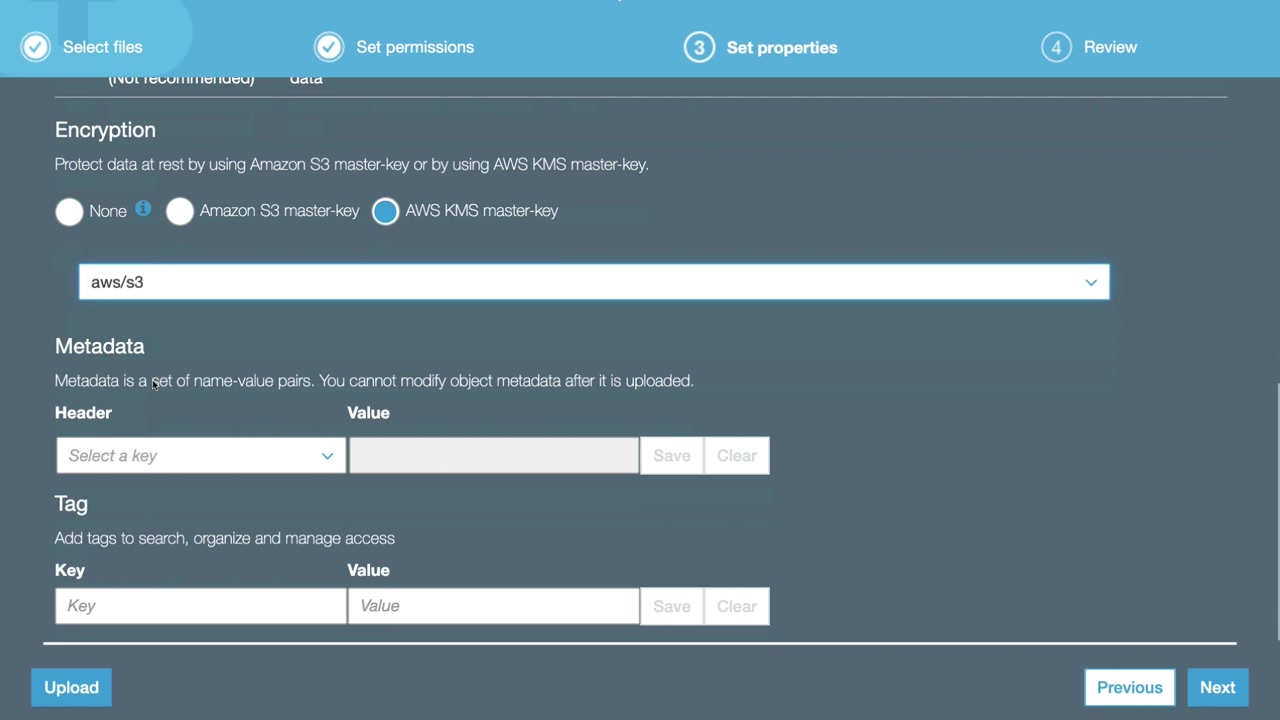 Select files
Set permissions
3 Set properties
4 Review
(Not recommended) data
Encryption
Protect data at rest by using Amazon S3 master-key or by using AWS KMS master-key.
None Amazon S3 master-key AWS KMS master-key
aws/s3
Metadata
Metadata is a set of name-value pairs. You cannot modify object metadata after it is uploaded.
Header Value
Select a key Save Clear
Tag
Add tags to search, organize and manage access
Key Value
Key Value Save Clear
Upload Previous Next